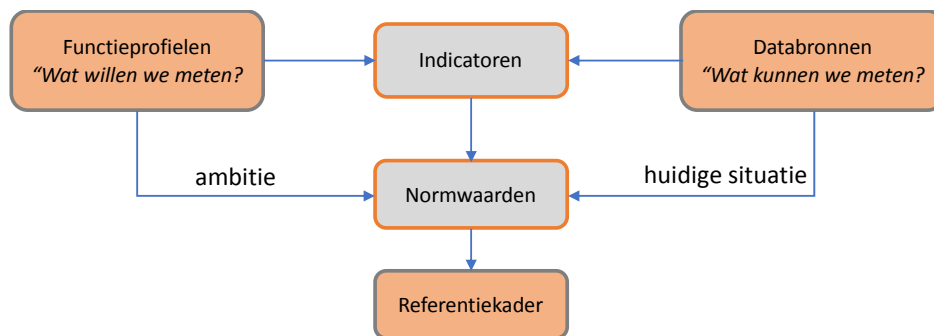 Functieprofielen
“Wat willen we meten?
Indicatoren
Databronnen
“Wat kunnen we meten?
ambitie
huidige situatie
Normwaarden
Referentiekader